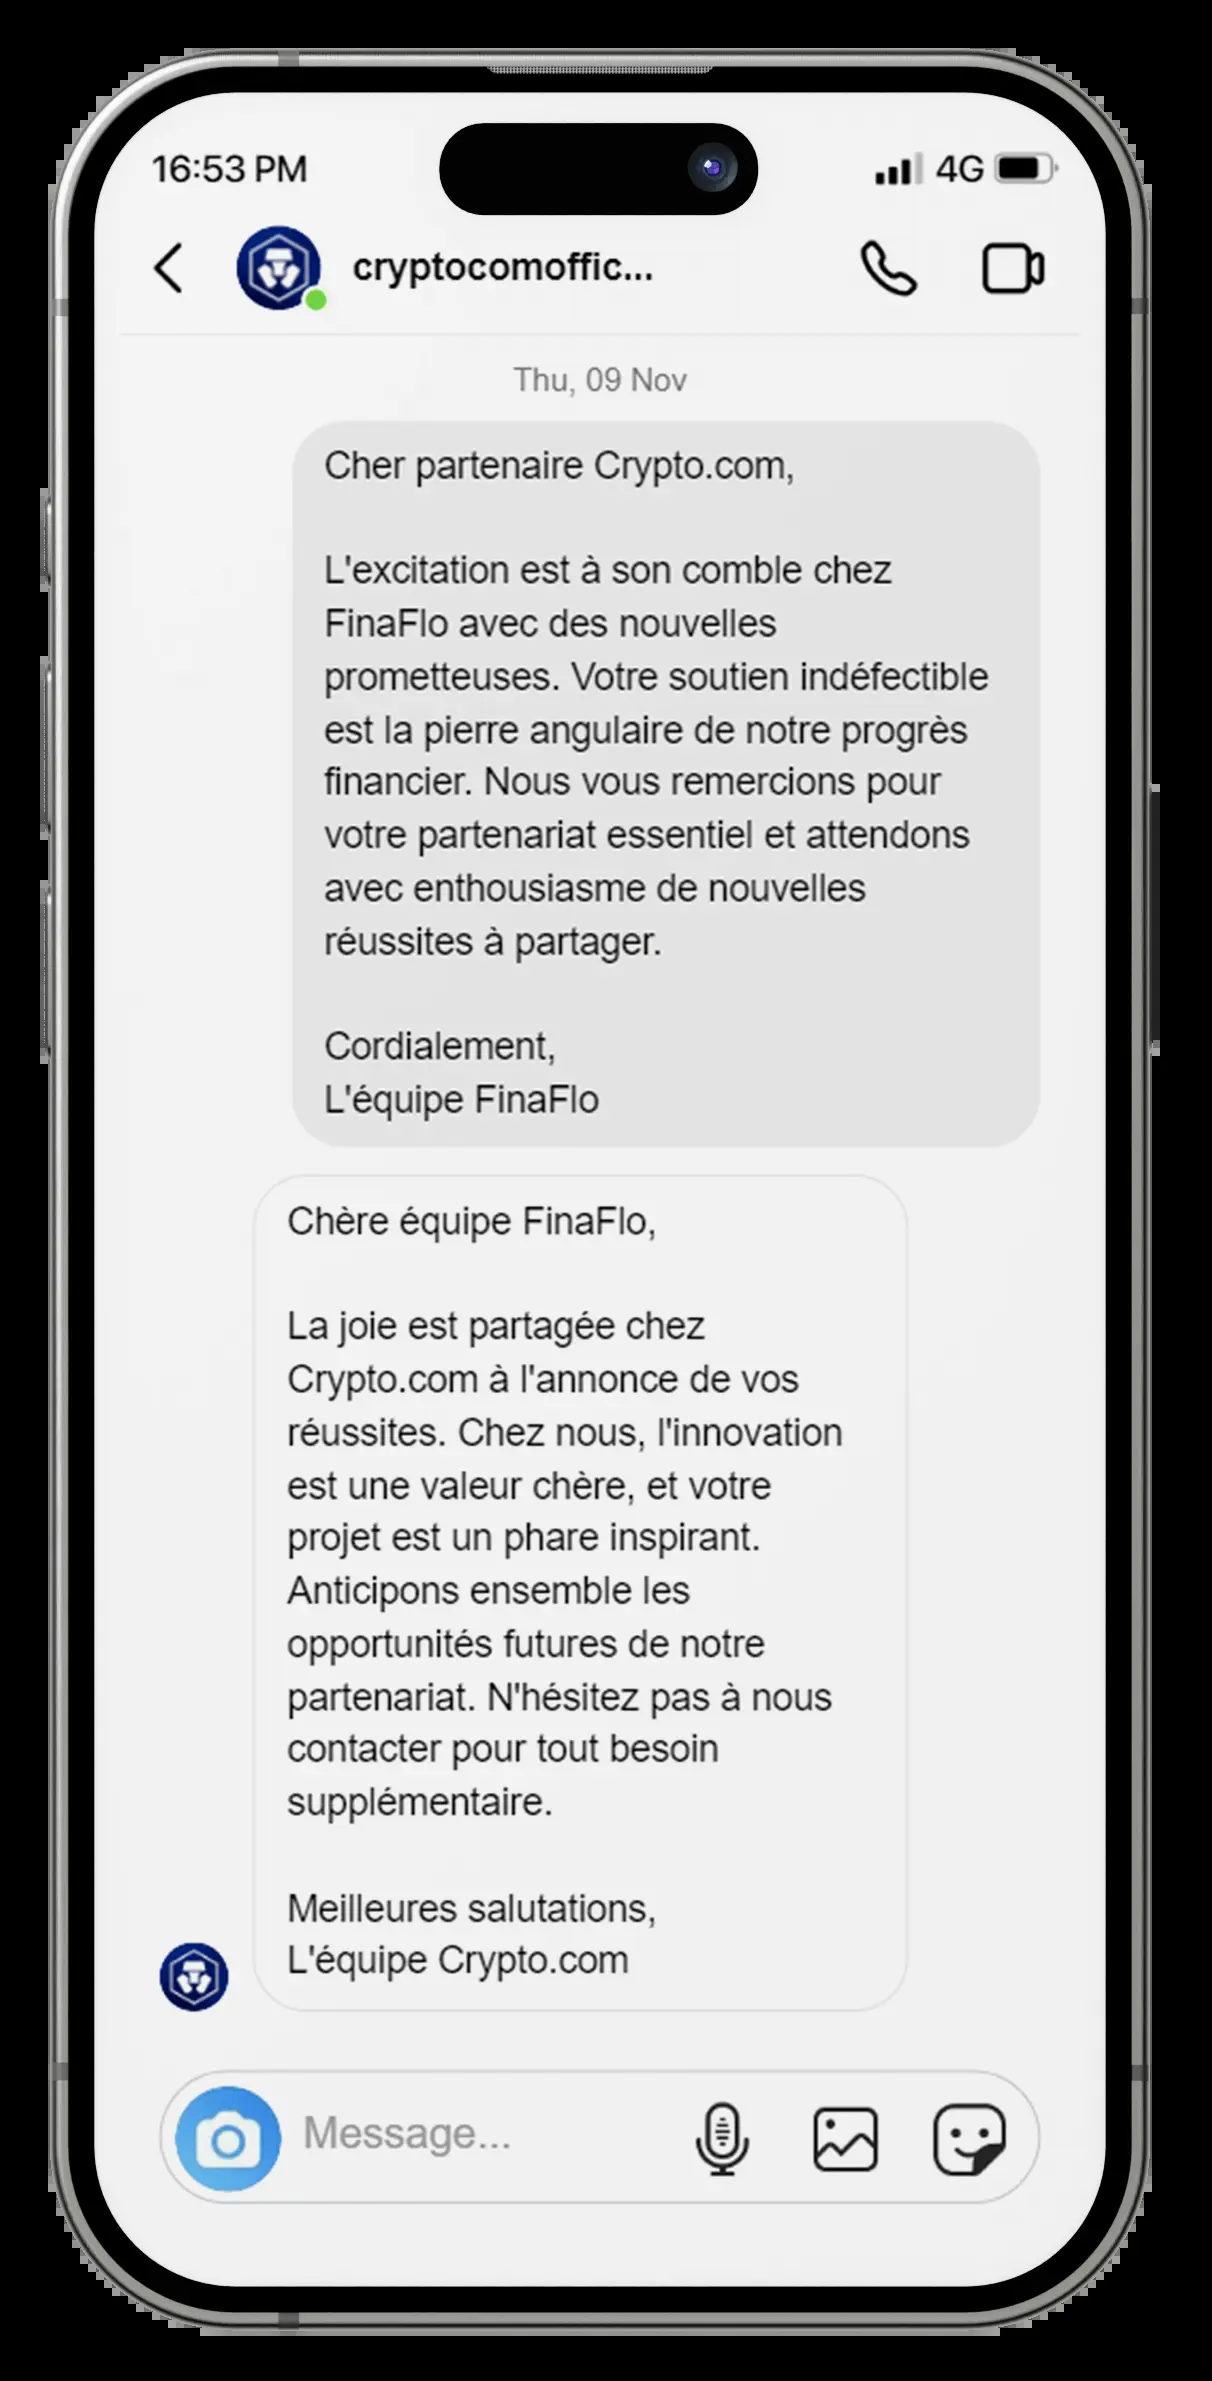 16:53 PM
4G
cryptocomoffic...
Thu, 09 Nov
Cher partenaire Crypto.com,
L'excitation est à son comble chez
FinaFlo avec des nouvelles
prometteuses. Votre soutien indéfectible
est la pierre angulaire de notre progrès
financier. Nous vous remercions pour
votre partenariat essentiel et attendons
avec enthousiasme de nouvelles
réussites à partager.
Cordialement,
L'équipe FinaFlo
Chère équipe FinaFlo,
La joie est partagée chez
Crypto.com à l'annonce de vos
réussites. Chez nous, l'innovation
est une valeur chère, et votre
projet est un phare inspirant.
Anticipons ensemble les
opportunités futures de notre
partenariat. N'hésitez pas à nous
contacter pour tout besoin
supplémentaire.
Meilleures salutations,
L'équipe Crypto.com
Message...